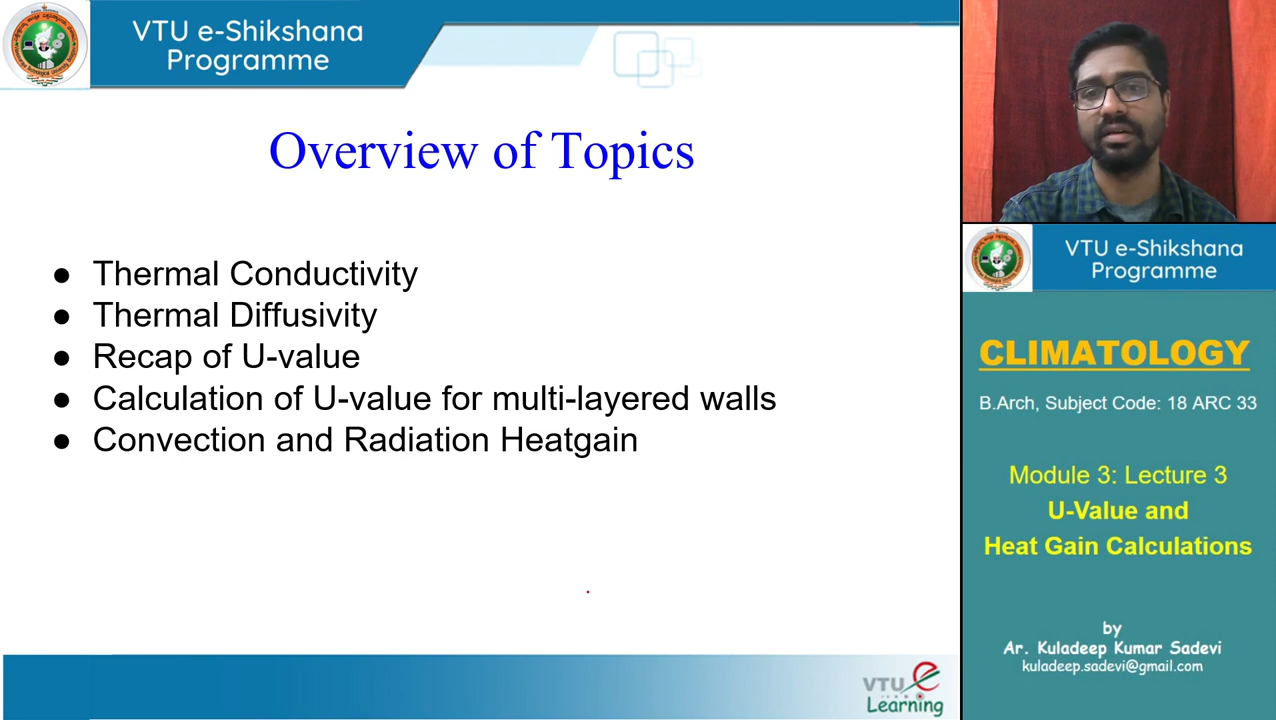 VTU e-Shikshana
Programme
Overview of Topics
● Thermal Conductivity
● Thermal Diffusivity
● Recap of U-value
● Calculation of U-value for multi-layered walls
● Convection and Radiation Heatgain
VTU e
Learning
VTU e-Shikshana
Programme
CLIMATOLOGY
B.Arch, Subject Code: 18 ARC 33
Module 3: Lecture 3
U-Value and
Heat Gain Calculations
by
Ar. Kuladeep Kumar Sadevi
kuladeep.sadevi@gmail.com